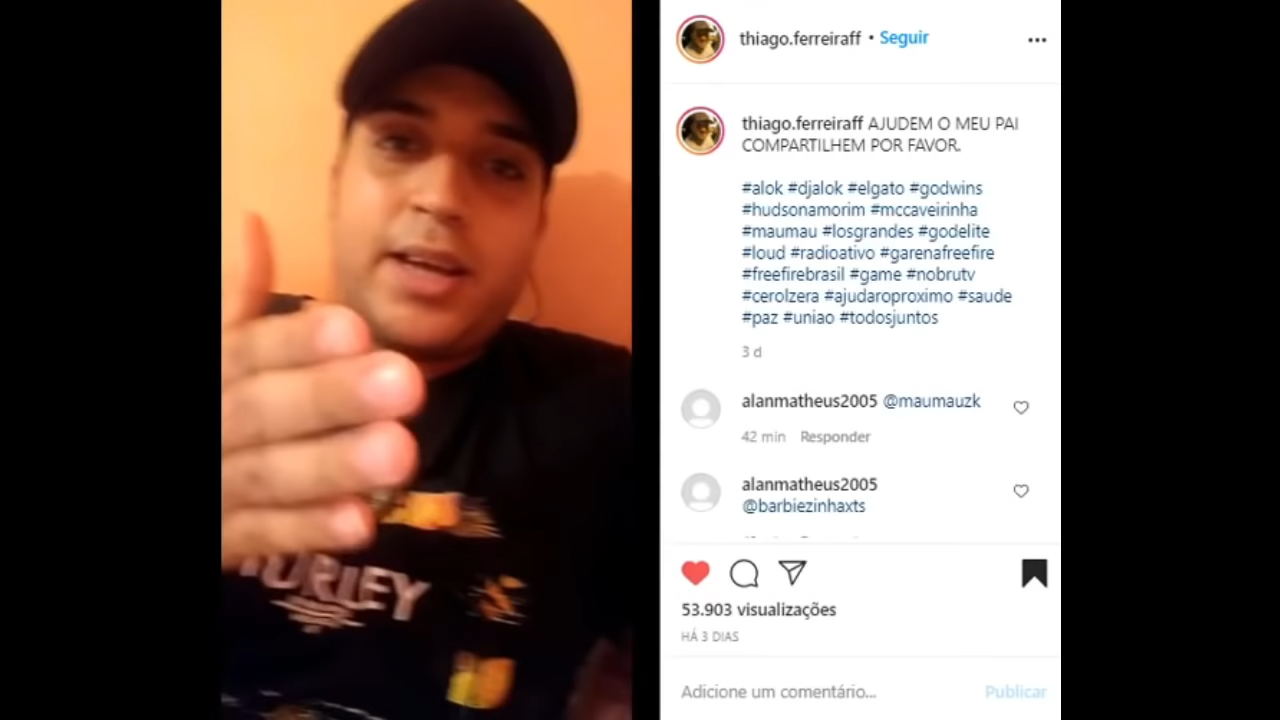 thiago.ferreiraff • Seguir
thiago.ferreiraff AJUDEM O MEU PAI
COMPARTILHEM POR FAVOR.
#alok #djalok #elgato #godwins
#hudsonamorim #mccaveirinha
#maumau #losgrandes #godelite
#loud #radioativo #garenafreefire
#freefirebrasil #game #nobrutv
#cerolzera #ajudaroproximo #saude
#paz #uniao #todosjuntos
3 d
alanmatheus2005 @maumauzk
42 min Responder
alanmatheus2005
@barbiezinhaxts
53.903 visualizações
HÁ 3 DIAS
Adicione um comentário... Publicar